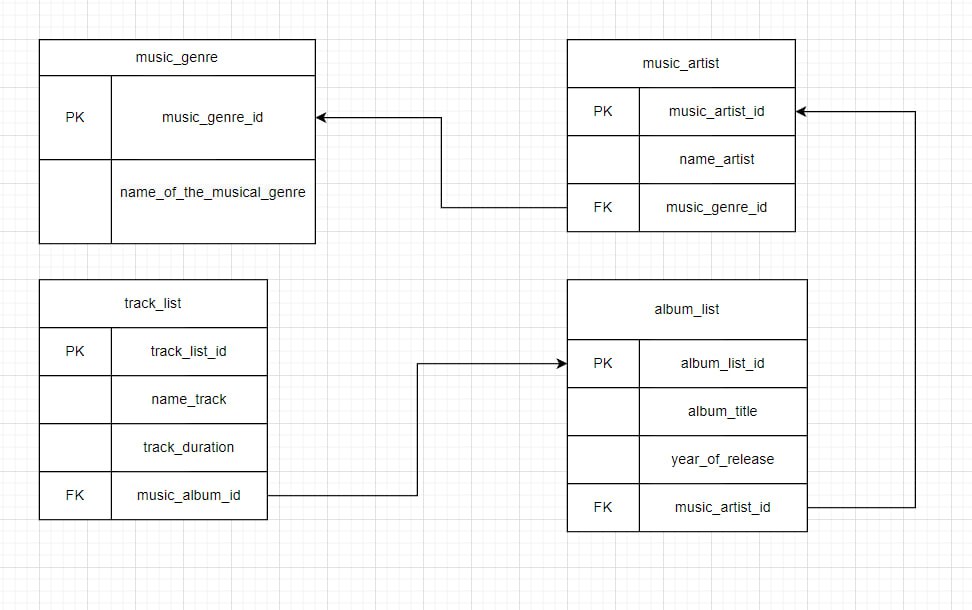 music_genre
PK music_genre_id
name_of_the_musical_genre
music_artist
PK music_artist_id
name_artist
FK music_genre_id
track_list
PK track_list_id
name_track
track_duration
FK music_album_id
album_list
PK album_list_id
album_title
year_of_release
FK music_artist_id